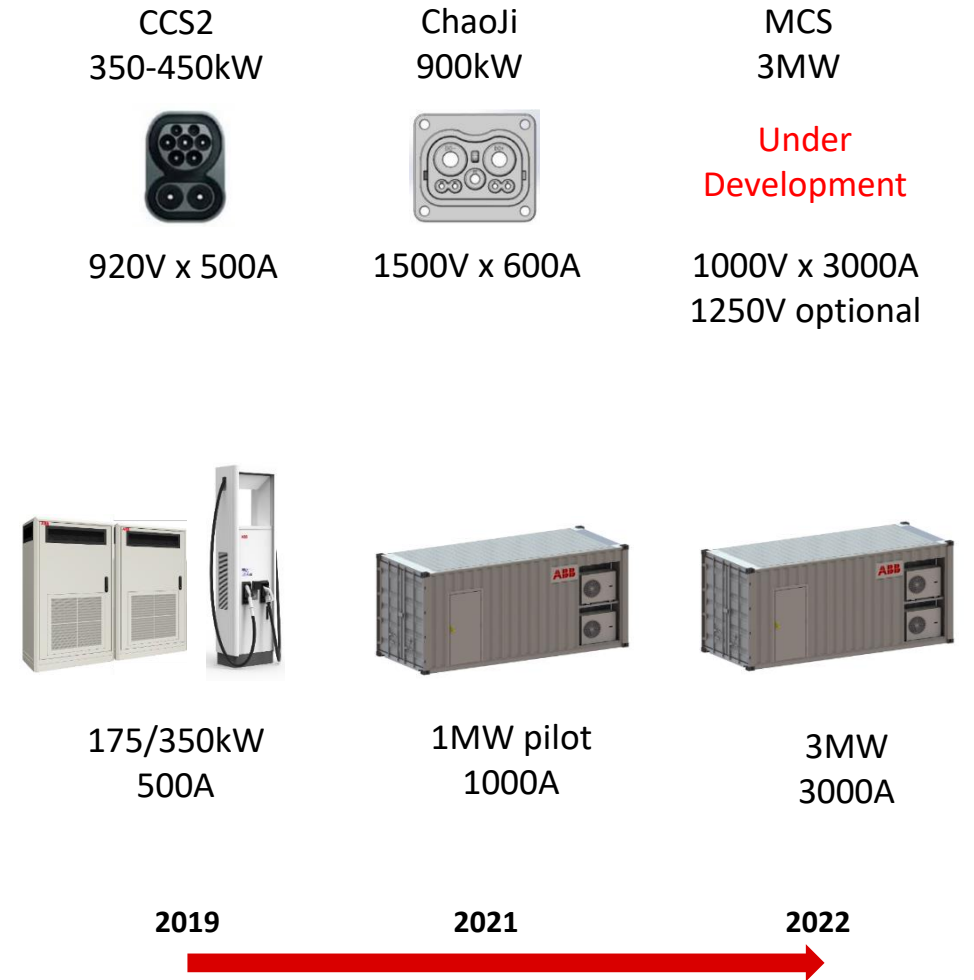 CCS2
350-450kW
ChaoJi
900kW
MCS
3MW
Under
Development
920V x 500A
1500V x 600A
1000V x 3000A
1250V optional
ABB
ABB
175/350kW
500A
1MW pilot
1000A
3MW
3000A
2019
2021
2022